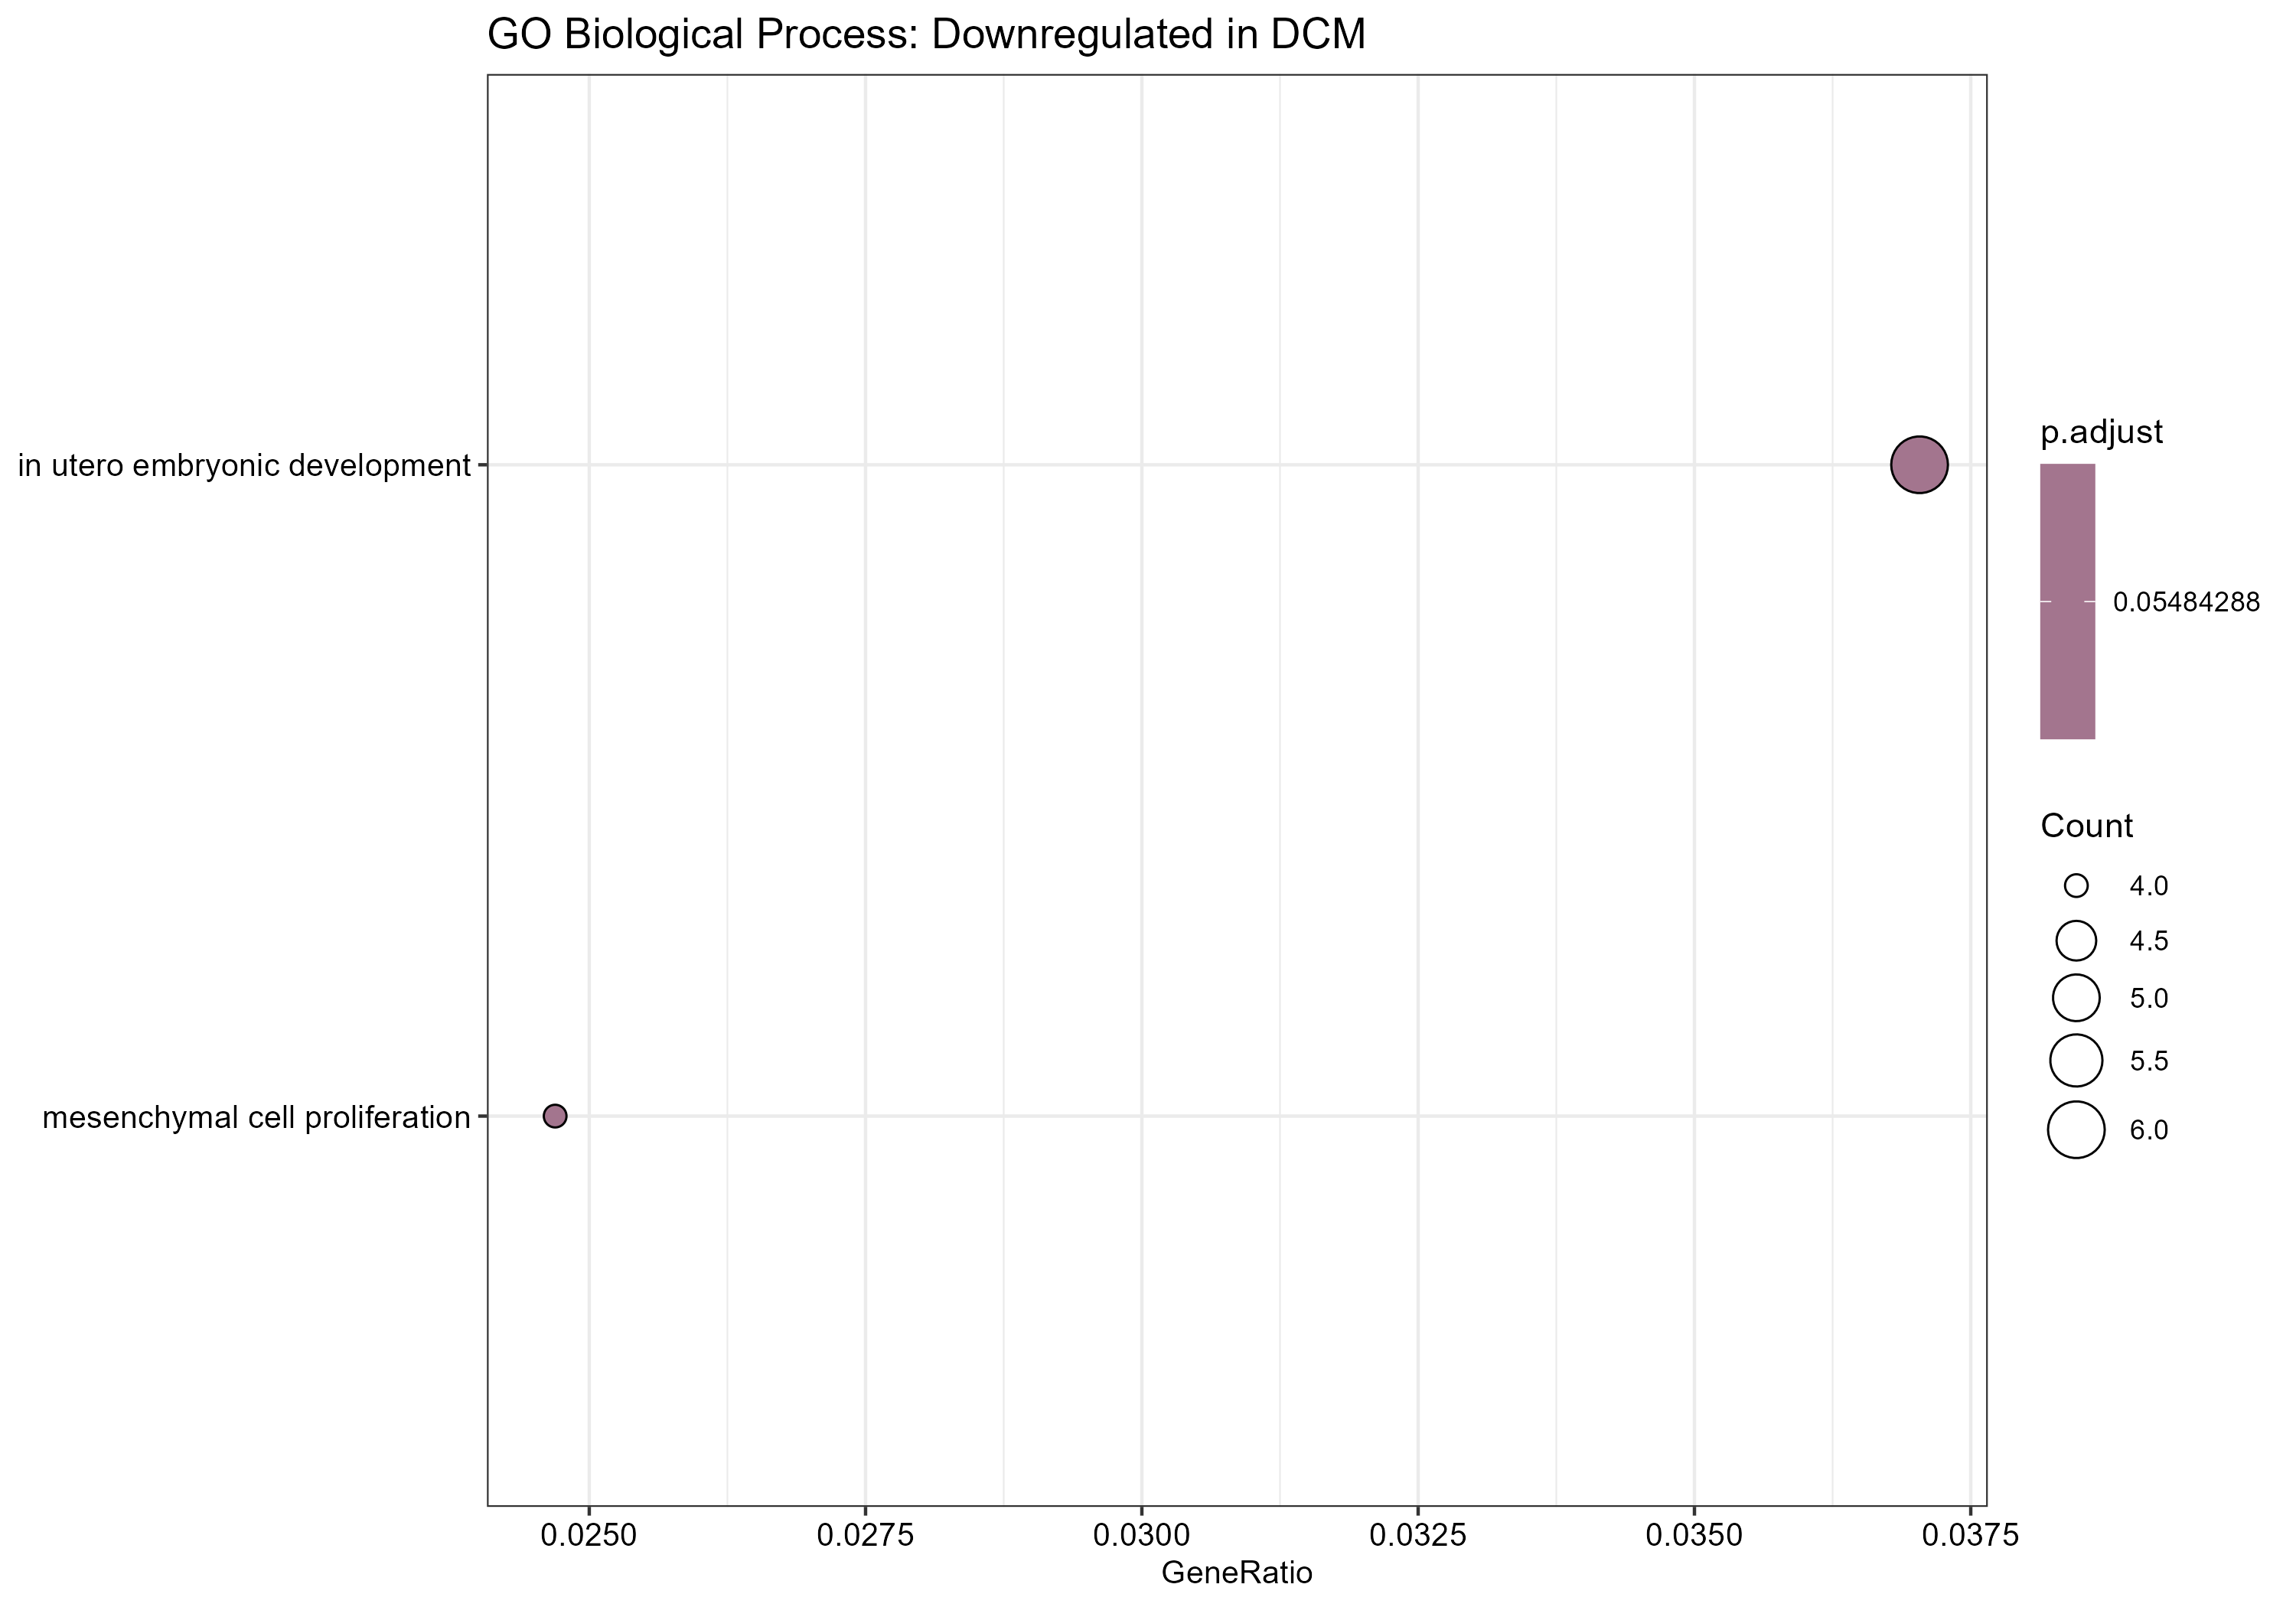 GO Biological Process: Downregulated in DCM
in utero embryonic development
mesenchymal cell proliferation
0.0250 0.0275 0.0300 0.0325 0.0350 0.0375
GeneRatio
p.adjust
0.05484288
Count
4.0
4.5
5.0
5.5
6.0